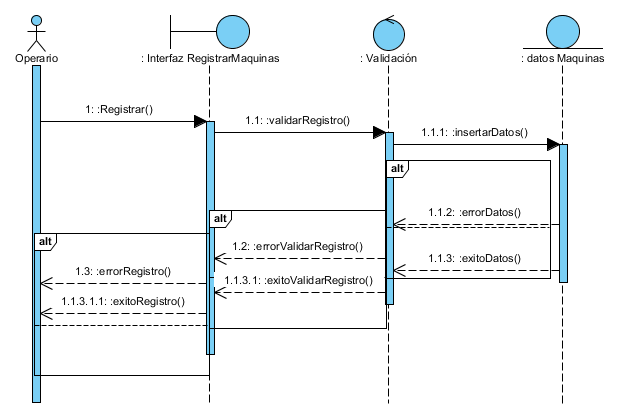 Operario
: Interfaz RegistrarMaquinas
: Validación
: datos Maquinas
1: :Registrar()
1.1: :validarRegistro()
1.1.1: :insertarDatos()
alt
1.1.2: :errorDatos()
alt
1.2: :errorValidarRegistro()
alt
1.1.3: :exitoDatos()
1.3: :errorRegistro()
1.1.3.1: :exitoValidarRegistro()
1.1.3.1.1: :exitoRegistro()